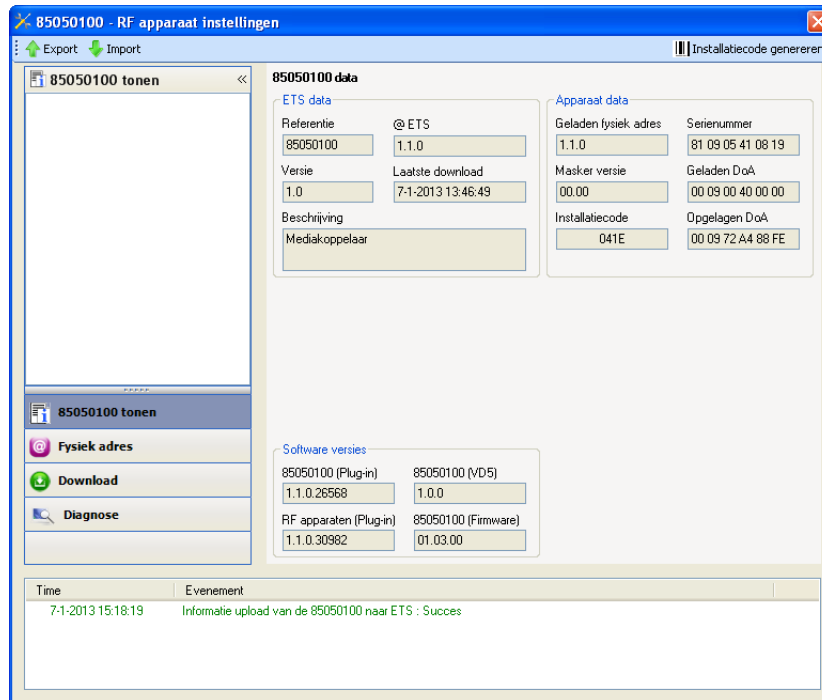 85050100 - RF apparaat instellingen
Export Import Installatiecode genereren
85050100 tonen «
85050100 tonen
Fysiek adres
Download
Diagnose
85050100 data
ETS data
Referentie @ ETS
85050100 1.1.0
Versie Laatste download
1.0 7-1-2013 13:46:49
Beschrijving
Mediakoppelaar
Apparaat data
Geladen fysiek adres Serienummer
1.1.0 81 09 05 41 08 19
Masker versie Geladen DoA
00.00 00 09 00 40 00 00
Installatiecode Opgelagen DoA
041E 00 09 72 A4 88 FE
Software versies
85050100 (Plug-in) 85050100 (VD5)
1.1.0.26568 1.0.0
RF apparaten (Plug-in) 85050100 (Firmware)
1.1.0.30982 01.03.00
Time Evenement
7-1-2013 15:18:19 Informatie upload van de 85050100 naar ETS : Succes